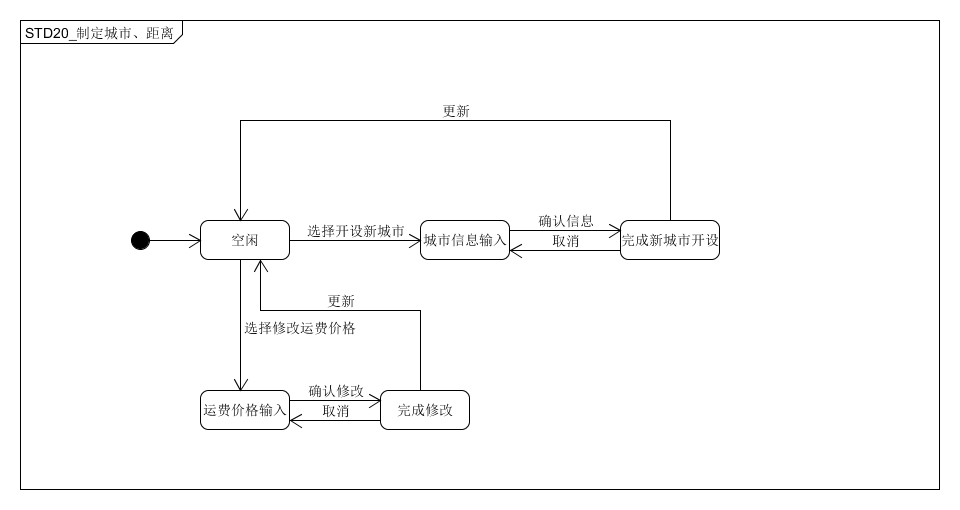 STD20_制定城市、距离
更新
空闲
选择开设新城市
城市信息输入
确认信息
取消
完成新城市开设
更新
选择修改运费价格
运费价格输入
确认修改
取消
完成修改